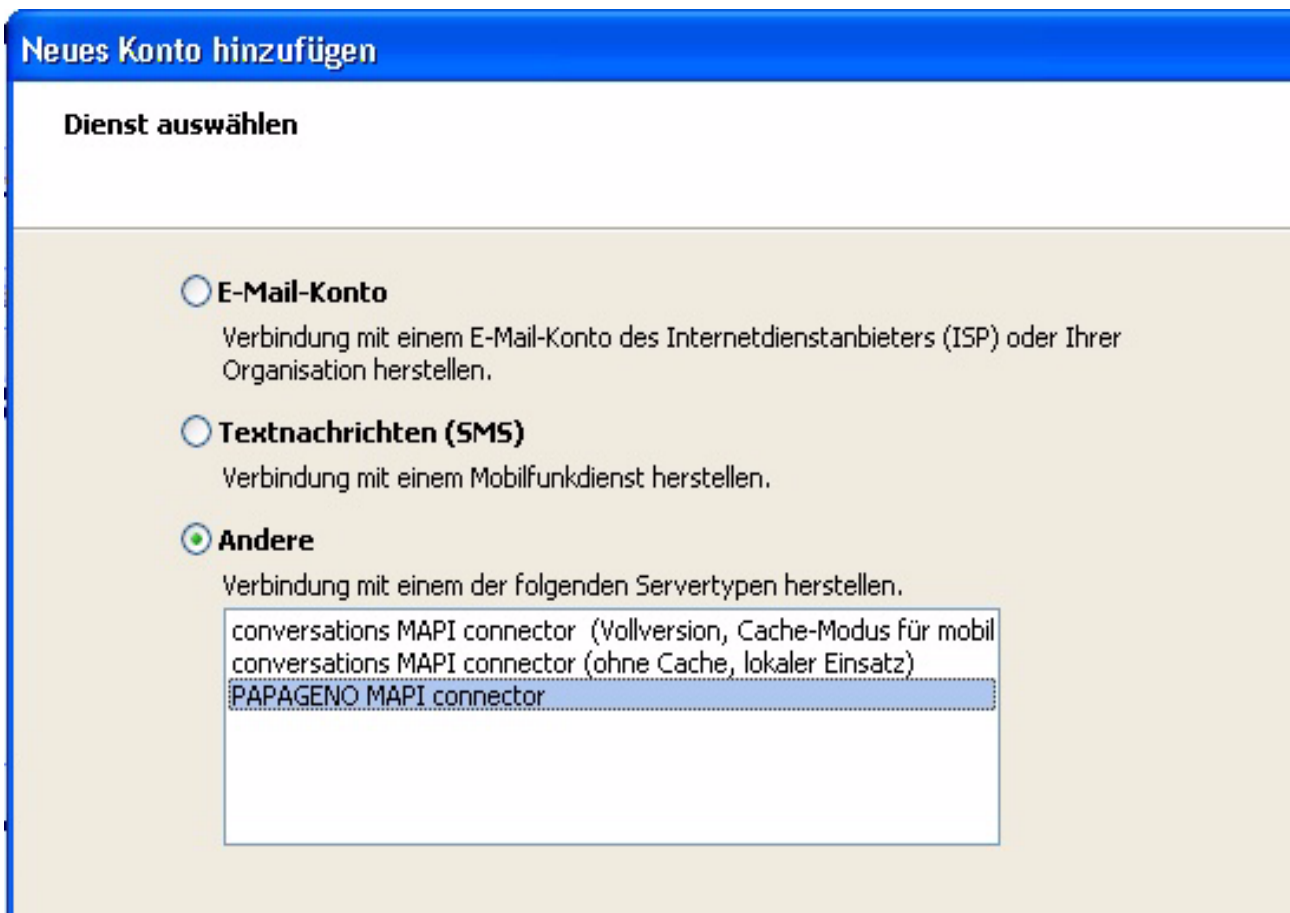 Neues Konto hinzufügen
Dienst auswählen
E-Mail-Konto
Verbindung mit einem E-Mail-Konto des Internetdienstanbieters (ISP) oder Ihrer
Organisation herstellen.
Textnachrichten (SMS)
Verbindung mit einem Mobilfunkdienst herstellen.
Andere
Verbindung mit einem der folgenden Servertypen herstellen.
conversations MAPI connector (Vollversion, Cache-Modus für mobil
conversations MAPI connector (ohne Cache, lokaler Einsatz)
PAPAGENO MAPI connector